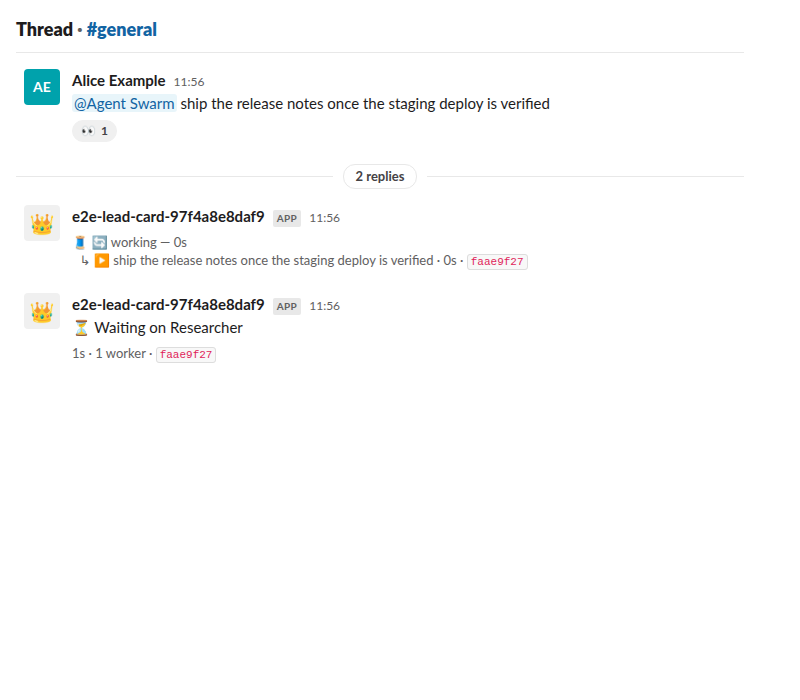 Thread • #general
AE
Alice Example 11:56
@Agent Swarm ship the release notes once the staging deploy is verified
👀 1
2 replies
e2e-lead-card-97f4a8e8daf9 APP 11:56
🧵 🔄 working — 0s
↳ ▶️ ship the release notes once the staging deploy is verified · 0s · faae9f27
e2e-lead-card-97f4a8e8daf9 APP 11:56
⏳ Waiting on Researcher
1s · 1 worker · faae9f27